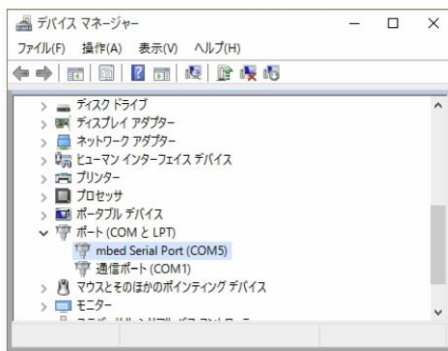 デバイス マネージャー
ファイル(F) 操作(A) 表示(V) ヘルプ(H)
ディスク ドライブ
ディスプレイ アダプター
ネットワーク アダプター
ヒューマン インターフェイス デバイス
プリンター
プロセッサ
ポータブル デバイス
ポート (COM と LPT)
mbed Serial Port (COM5)
通信ポート (COM1)
マウスとそのほかのポインティング デバイス
モニター